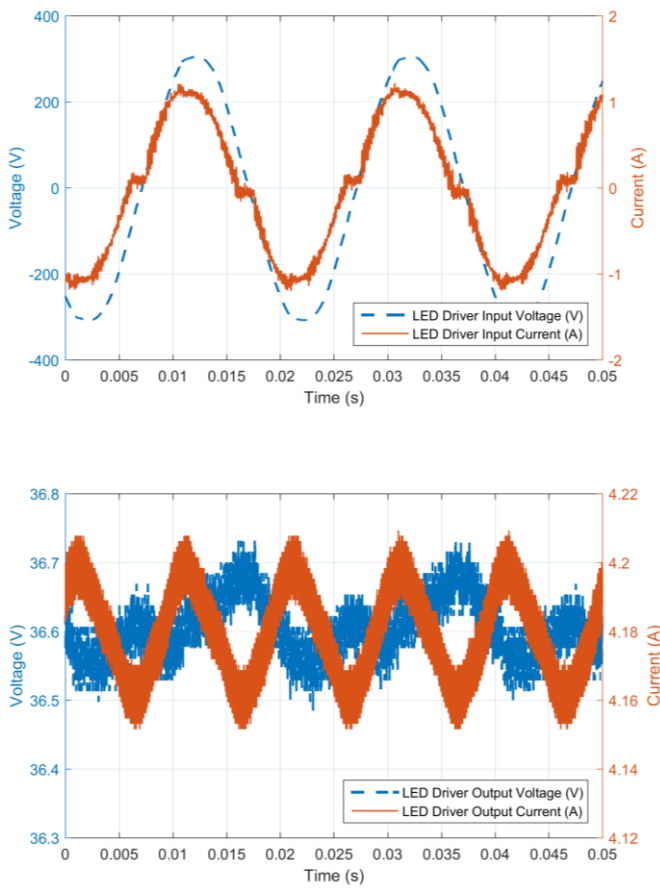 400
200
0
-200
-400
Voltage (V)
2
1
0
-1
-2
Current (A)
LED Driver Input Voltage (V)
LED Driver Input Current (A)
0 0.005 0.01 0.015 0.02 0.025 0.03 0.035 0.04 0.045 0.05
Time (s)
36.8
36.7
36.6
36.5
36.4
36.3
Voltage (V)
4.22
4.2
4.18
4.16
4.14
4.12
Current (A)
LED Driver Output Voltage (V)
LED Driver Output Current (A)
0 0.005 0.01 0.015 0.02 0.025 0.03 0.035 0.04 0.045 0.05
Time (s)